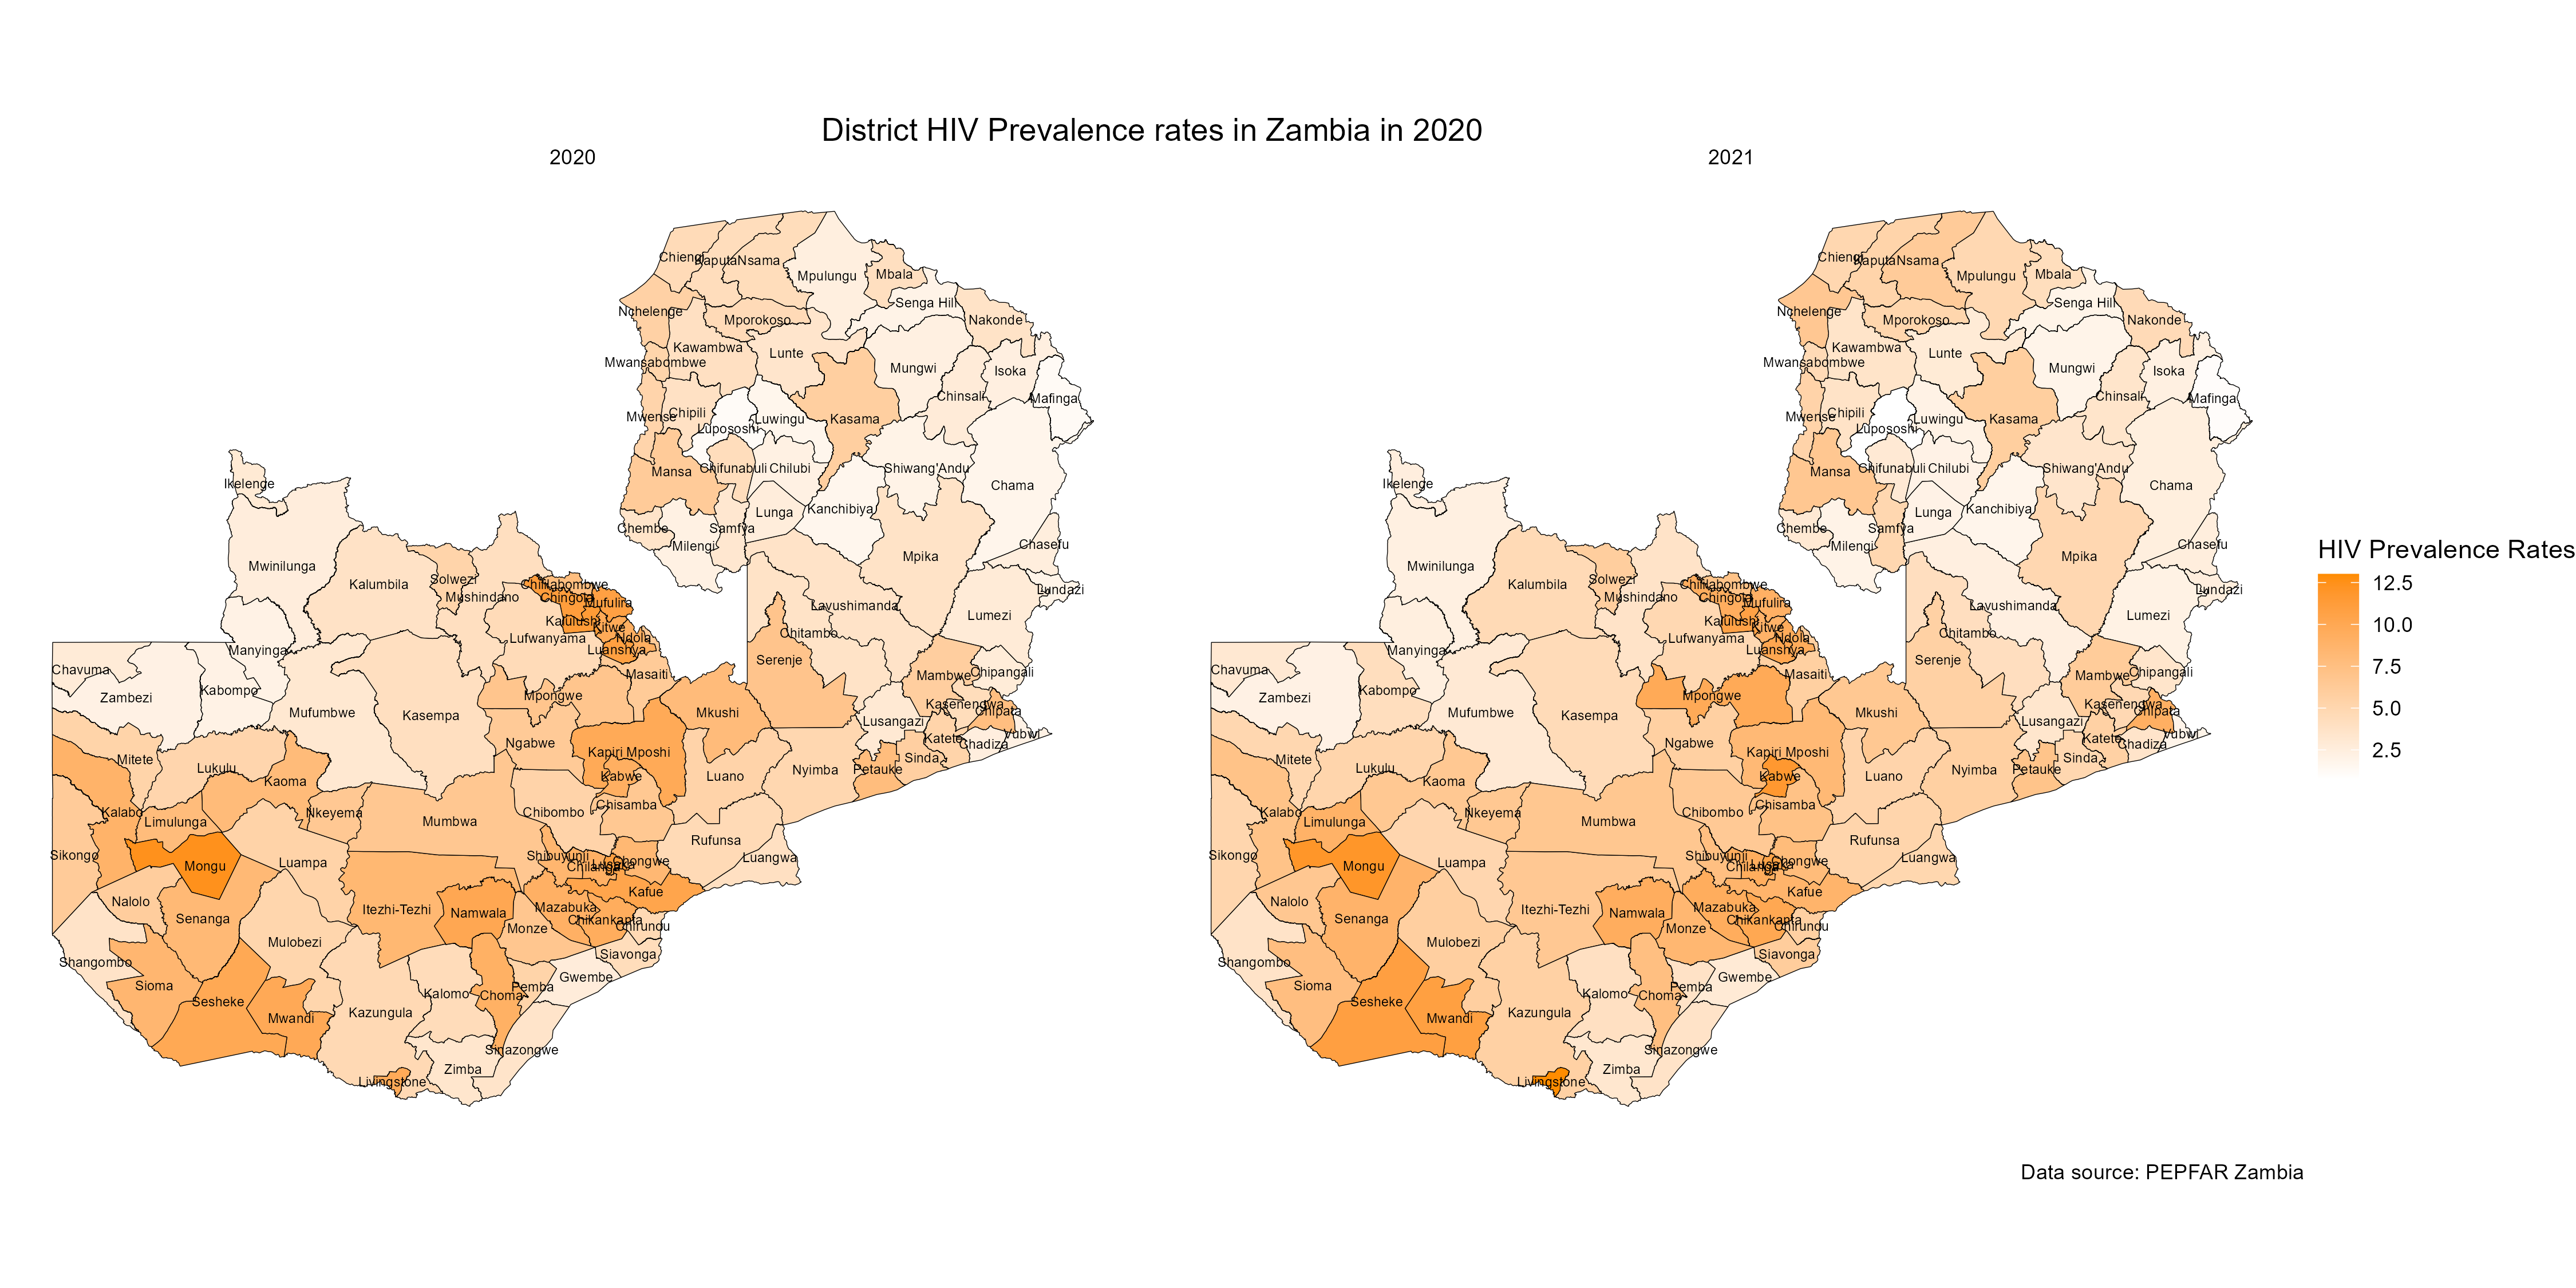 District HIV Prevalence rates in Zambia in 2020
2020
Chiengi
Kaputa
Nsama
Mpulungu
Mbala
Senga Hill
Nchelenge
Mporokoso
Nakonde
Kawambwa
Lunte
Mwansabombwe
Mungwi
Isoka
Chinsali
Mafinga
Mwense
Chipili
Luwingu
Kasama
Lupososhi
Mansa
Chifunabuli
Chilubi
Shiwang'Andu
Chama
Ikelenge
Lunga
Kanchibiya
Chembe
Samfya
Milengi
Chasefu
Mpika
Mwinilunga
Kalumbila
Solwezi
Mushindano
Chililabombwe
Chingola
Mufulira
Lundazi
Lavushimanda
Lumezi
Kalulushi
Kitwe
Lufwanyama
Ndola
Luanshya
Chitambo
Manyinga
Serenje
Chavuma
Zambezi
Kabompo
Masaiti
Mambwe
Chipangali
Mpongwe
Kasenengwa
Chipata
Mufumbwe
Kasempa
Mkushi
Lusangazi
Vubwi
Katete
Chadiza
Ngabwe
Kapiri Mposhi
Mitete
Lukulu
Kaoma
Kabwe
Luano
Nyimba
Petauke
Sinda
Kalabo
Limulunga
Nkeyema
Mumbwa
Chibombo
Chisamba
Rufunsa
Luangwa
Sikongo
Mongu
Luampa
Shibuyunji
Chilanga
Lusaka
Chongwe
Kafue
Nalolo
Senanga
Itezhi-Tezhi
Namwala
Mazabuka
Chikankanta
Chirundu
Monze
Mulobezi
Siavonga
Shangombo
Sioma
Gwembe
Pemba
Kalomo
Choma
Sesheke
Mwandi
Kazungula
Sinazongwe
Zimba
Livingstone
2021
Chiengi
Kaputa
Nsama
Mpulungu
Mbala
Senga Hill
Nchelenge
Mporokoso
Nakonde
Kawambwa
Lunte
Mwansabombwe
Mungwi
Isoka
Chinsali
Mafinga
Mwense
Chipili
Luwingu
Kasama
Lupososhi
Mansa
Chifunabuli
Chilubi
Shiwang'Andu
Chama
Ikelenge
Lunga
Kanchibiya
Chembe
Samfya
Milengi
Chasefu
Mpika
Mwinilunga
Kalumbila
Solwezi
Mushindano
Chililabombwe
Chingola
Mufulira
Lundazi
Lavushimanda
Lumezi
Kalulushi
Kitwe
Lufwanyama
Ndola
Luanshya
Chitambo
Manyinga
Serenje
Chavuma
Zambezi
Kabompo
Masaiti
Mambwe
Chipangali
Mpongwe
Kasenengwa
Chipata
Mufumbwe
Kasempa
Mkushi
Lusangazi
Vubwi
Katete
Chadiza
Ngabwe
Kapiri Mposhi
Mitete
Lukulu
Kaoma
Kabwe
Luano
Nyimba
Petauke
Sinda
Kalabo
Limulunga
Nkeyema
Mumbwa
Chibombo
Chisamba
Rufunsa
Luangwa
Sikongo
Mongu
Luampa
Shibuyunji
Chilanga
Lusaka
Chongwe
Kafue
Nalolo
Senanga
Itezhi-Tezhi
Namwala
Mazabuka
Chikankanta
Chirundu
Monze
Mulobezi
Siavonga
Shangombo
Sioma
Gwembe
Pemba
Kalomo
Choma
Sesheke
Mwandi
Kazungula
Sinazongwe
Zimba
Livingstone
HIV Prevalence Rates
12.5
10.0
7.5
5.0
2.5
Data source: PEPFAR Zambia